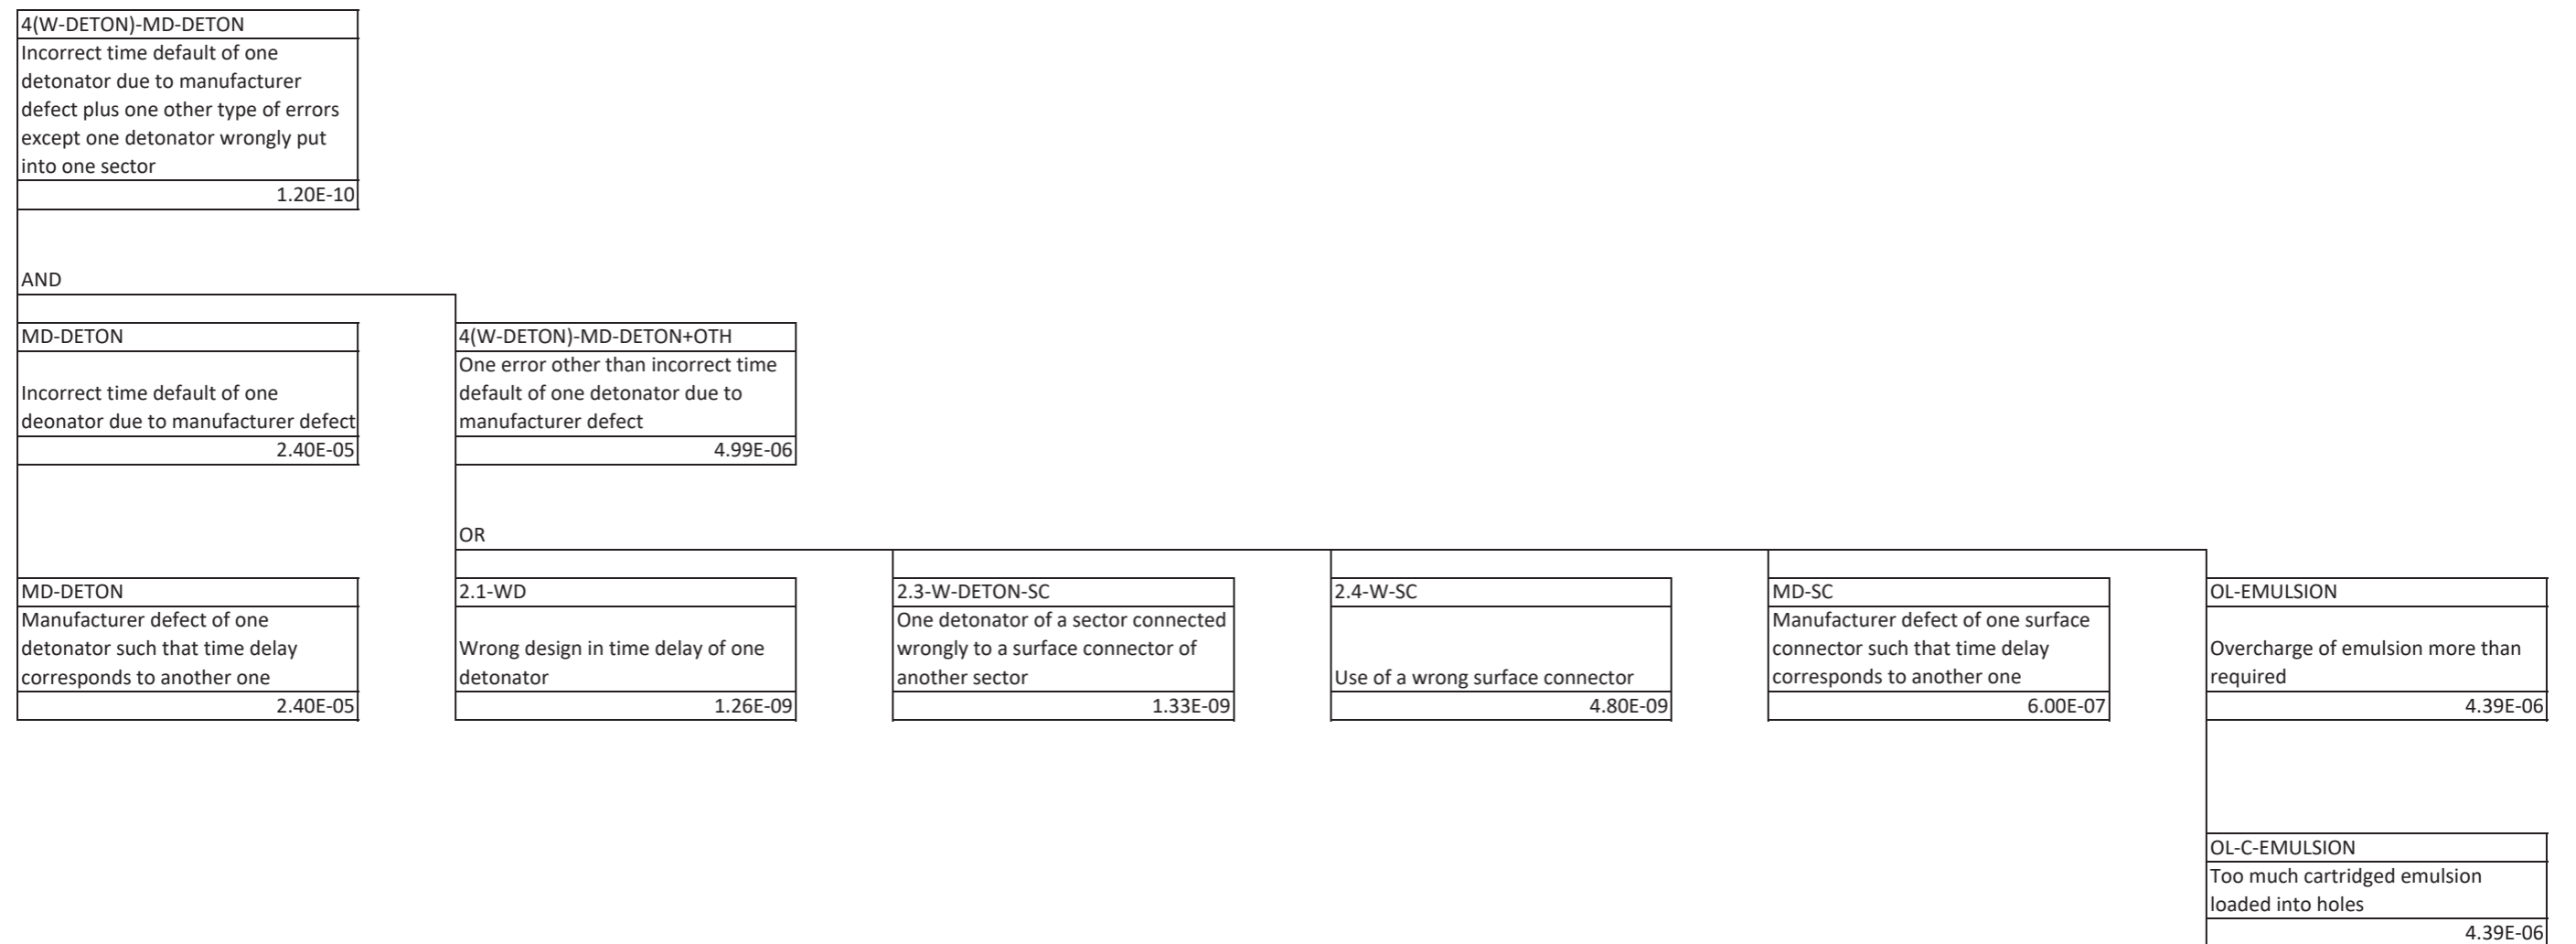 4(W-DETON)-MD-DETON
Incorrect time default of one
detonator due to manufacturer
defect plus one other type of errors
except one detonator wrongly put
into one sector
1.20E-10
AND
MD-DETON
Incorrect time default of one
deonator due to manufacturer defect
2.40E-05
4(W-DETON)-MD-DETON+OTH
One error other than incorrect time
default of one detonator due to
manufacturer defect
4.99E-06
OR
MD-DETON
Manufacturer defect of one
detonator such that time delay
corresponds to another one
2.40E-05
2.1-WD
Wrong design in time delay of one
detonator
1.26E-09
2.3-W-DETON-SC
One detonator of a sector connected
wrongly to a surface connector of
another sector
1.33E-09
2.4-W-SC
Use of a wrong surface connector
4.80E-09
MD-SC
Manufacturer defect of one surface
connector such that time delay
corresponds to another one
6.00E-07
OL-EMULSION
Overcharge of emulsion more than
required
4.39E-06
OL-C-EMULSION
Too much cartridged emulsion
loaded into holes
4.39E-06